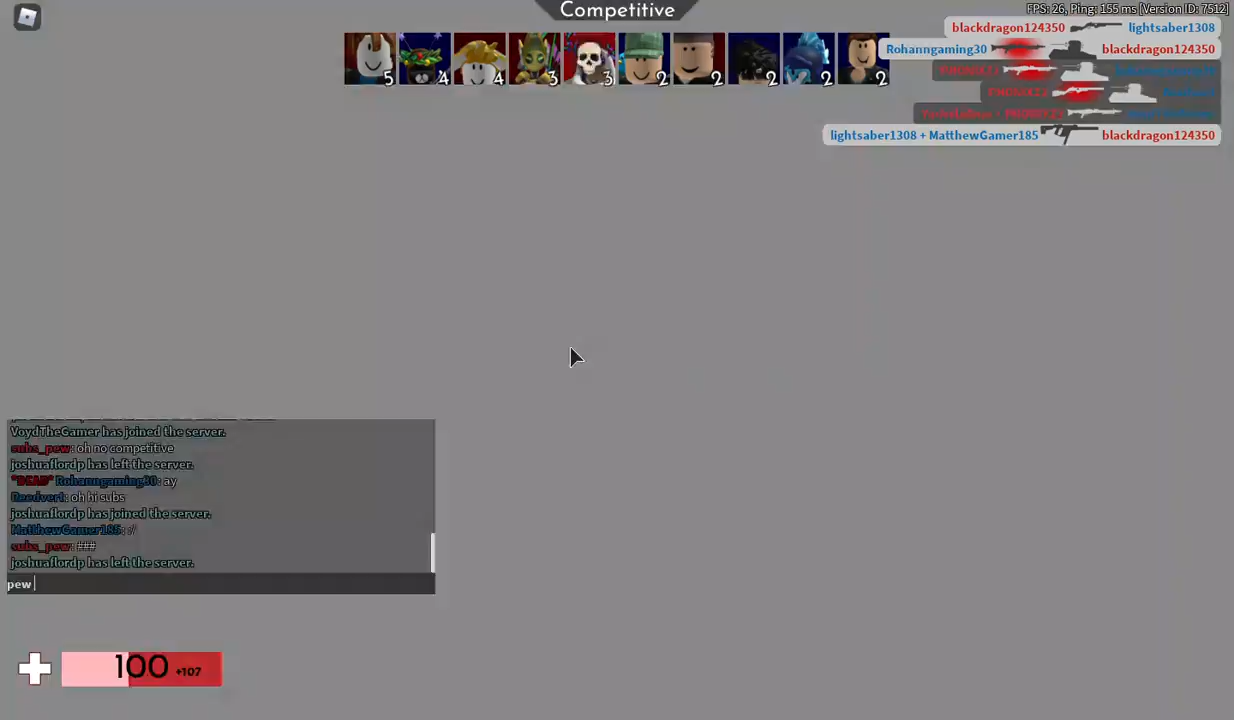 Competitive
FPS: 26, Ping: 155 ms [Version ID: 7512]
blackdragon124350 lightsaber1308
Rohanngaming30 blackdragon124350
lightsaber1308 + MatthewGamer185 blackdragon124350
5 4 4 3 3 2 2 2 2 2
VoydTheGamer has joined the server.
subs_pew: oh no competitive
joshuaflordp has left the server.
*DEAD* Rohanngaming30: ay
: oh hi subs
joshuaflordp has joined the server.
MatthewGamer185: :/
subs_pew: ###
joshuaflordp has left the server.
pew
100 +107